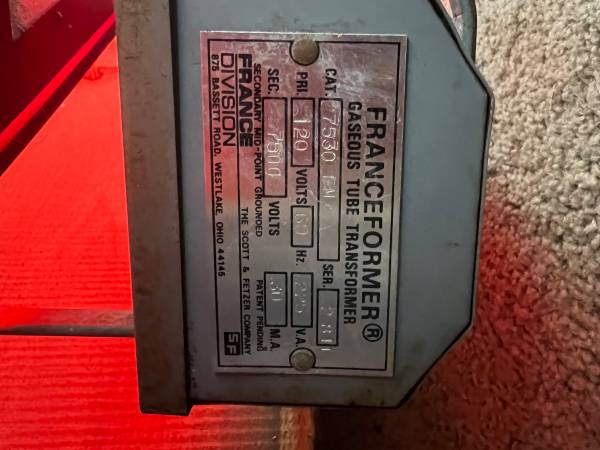 FRANCEFORMER®
GASEOUS TUBE TRANSFORMER
CAT. 7530 SER.
PRI. 120 VOLTS 60 Hz. 225 V.A.
SEC. 7500 VOLTS 30 M.A.
SECONDARY MID-POINT GROUNDED PATENT PENDING
FRANCE THE SCOTT & FETZER COMPANY
DIVISION SF
875 BASSETT ROAD, WESTLAKE, OHIO 44145